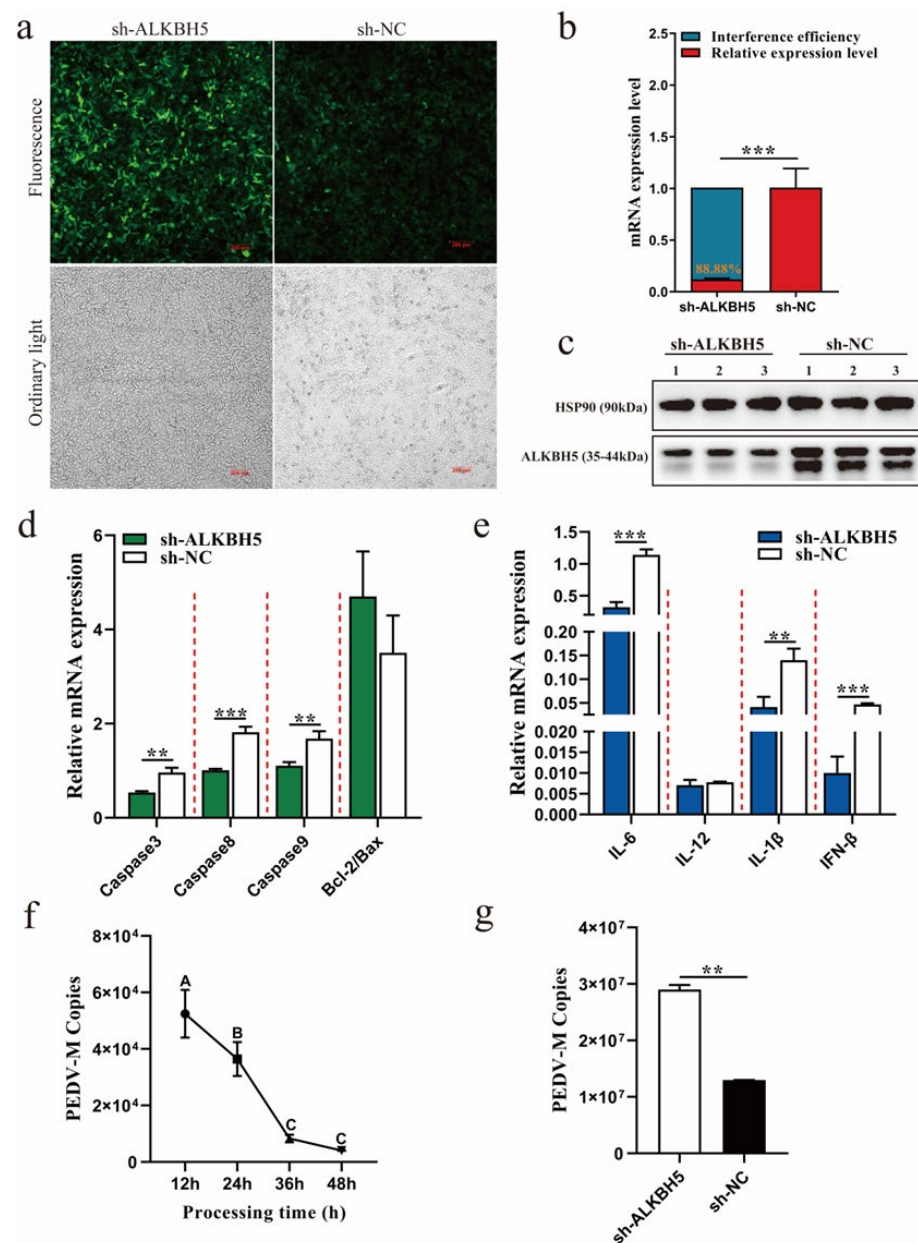 a
sh-ALKBH5
sh-NC
Fluorescence
Ordinary light
200 μm
b
Interference efficiency
Relative expression level
mRNA expression level
2.5
2.0
1.5
1.0
0.5
0.0
***
88.88%
sh-ALKBH5
sh-NC
c
sh-ALKBH5 sh-NC
1 2 3 1 2 3
HSP90 (90kDa)
ALKBH5 (35-44kDa)
d
sh-ALKBH5
sh-NC
Relative mRNA expression
6
4
2
0
**
***
**
Caspase3
Caspase8
Caspase9
Bcl-2/Bax
e
sh-ALKBH5
sh-NC
Relative mRNA expression
1.5
1.0
0.5
0.20
0.15
0.10
0.05
0.020
0.015
0.010
0.005
0.000
***
**
***
IL-6
IL-12
IL-1β
IFN-β
f
PEDV-M Copies
8×10⁴
6×10⁴
4×10⁴
2×10⁴
0
A
B
C
C
12h 24h 36h 48h
Processing time (h)
g
PEDV-M Copies
4×10⁷
3×10⁷
2×10⁷
1×10⁷
0
**
sh-ALKBH5
sh-NC